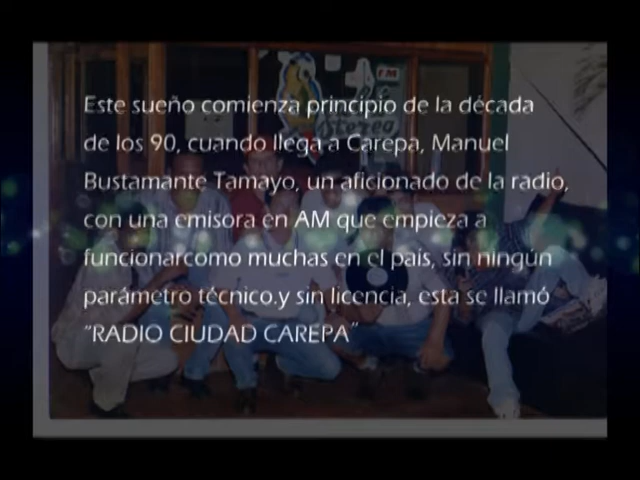 FM
Stereo
Este sueño comienza principio de la década
de los 90, cuando llega a Carepa, Manuel
Bustamante Tamayo, un aficionado de la radio,
con una emisora en AM que empieza a
funcionarcomo muchas en el país, sin ningún
parámetro técnico.y sin licencia, esta se llamó
“RADIO CIUDAD CAREPA”